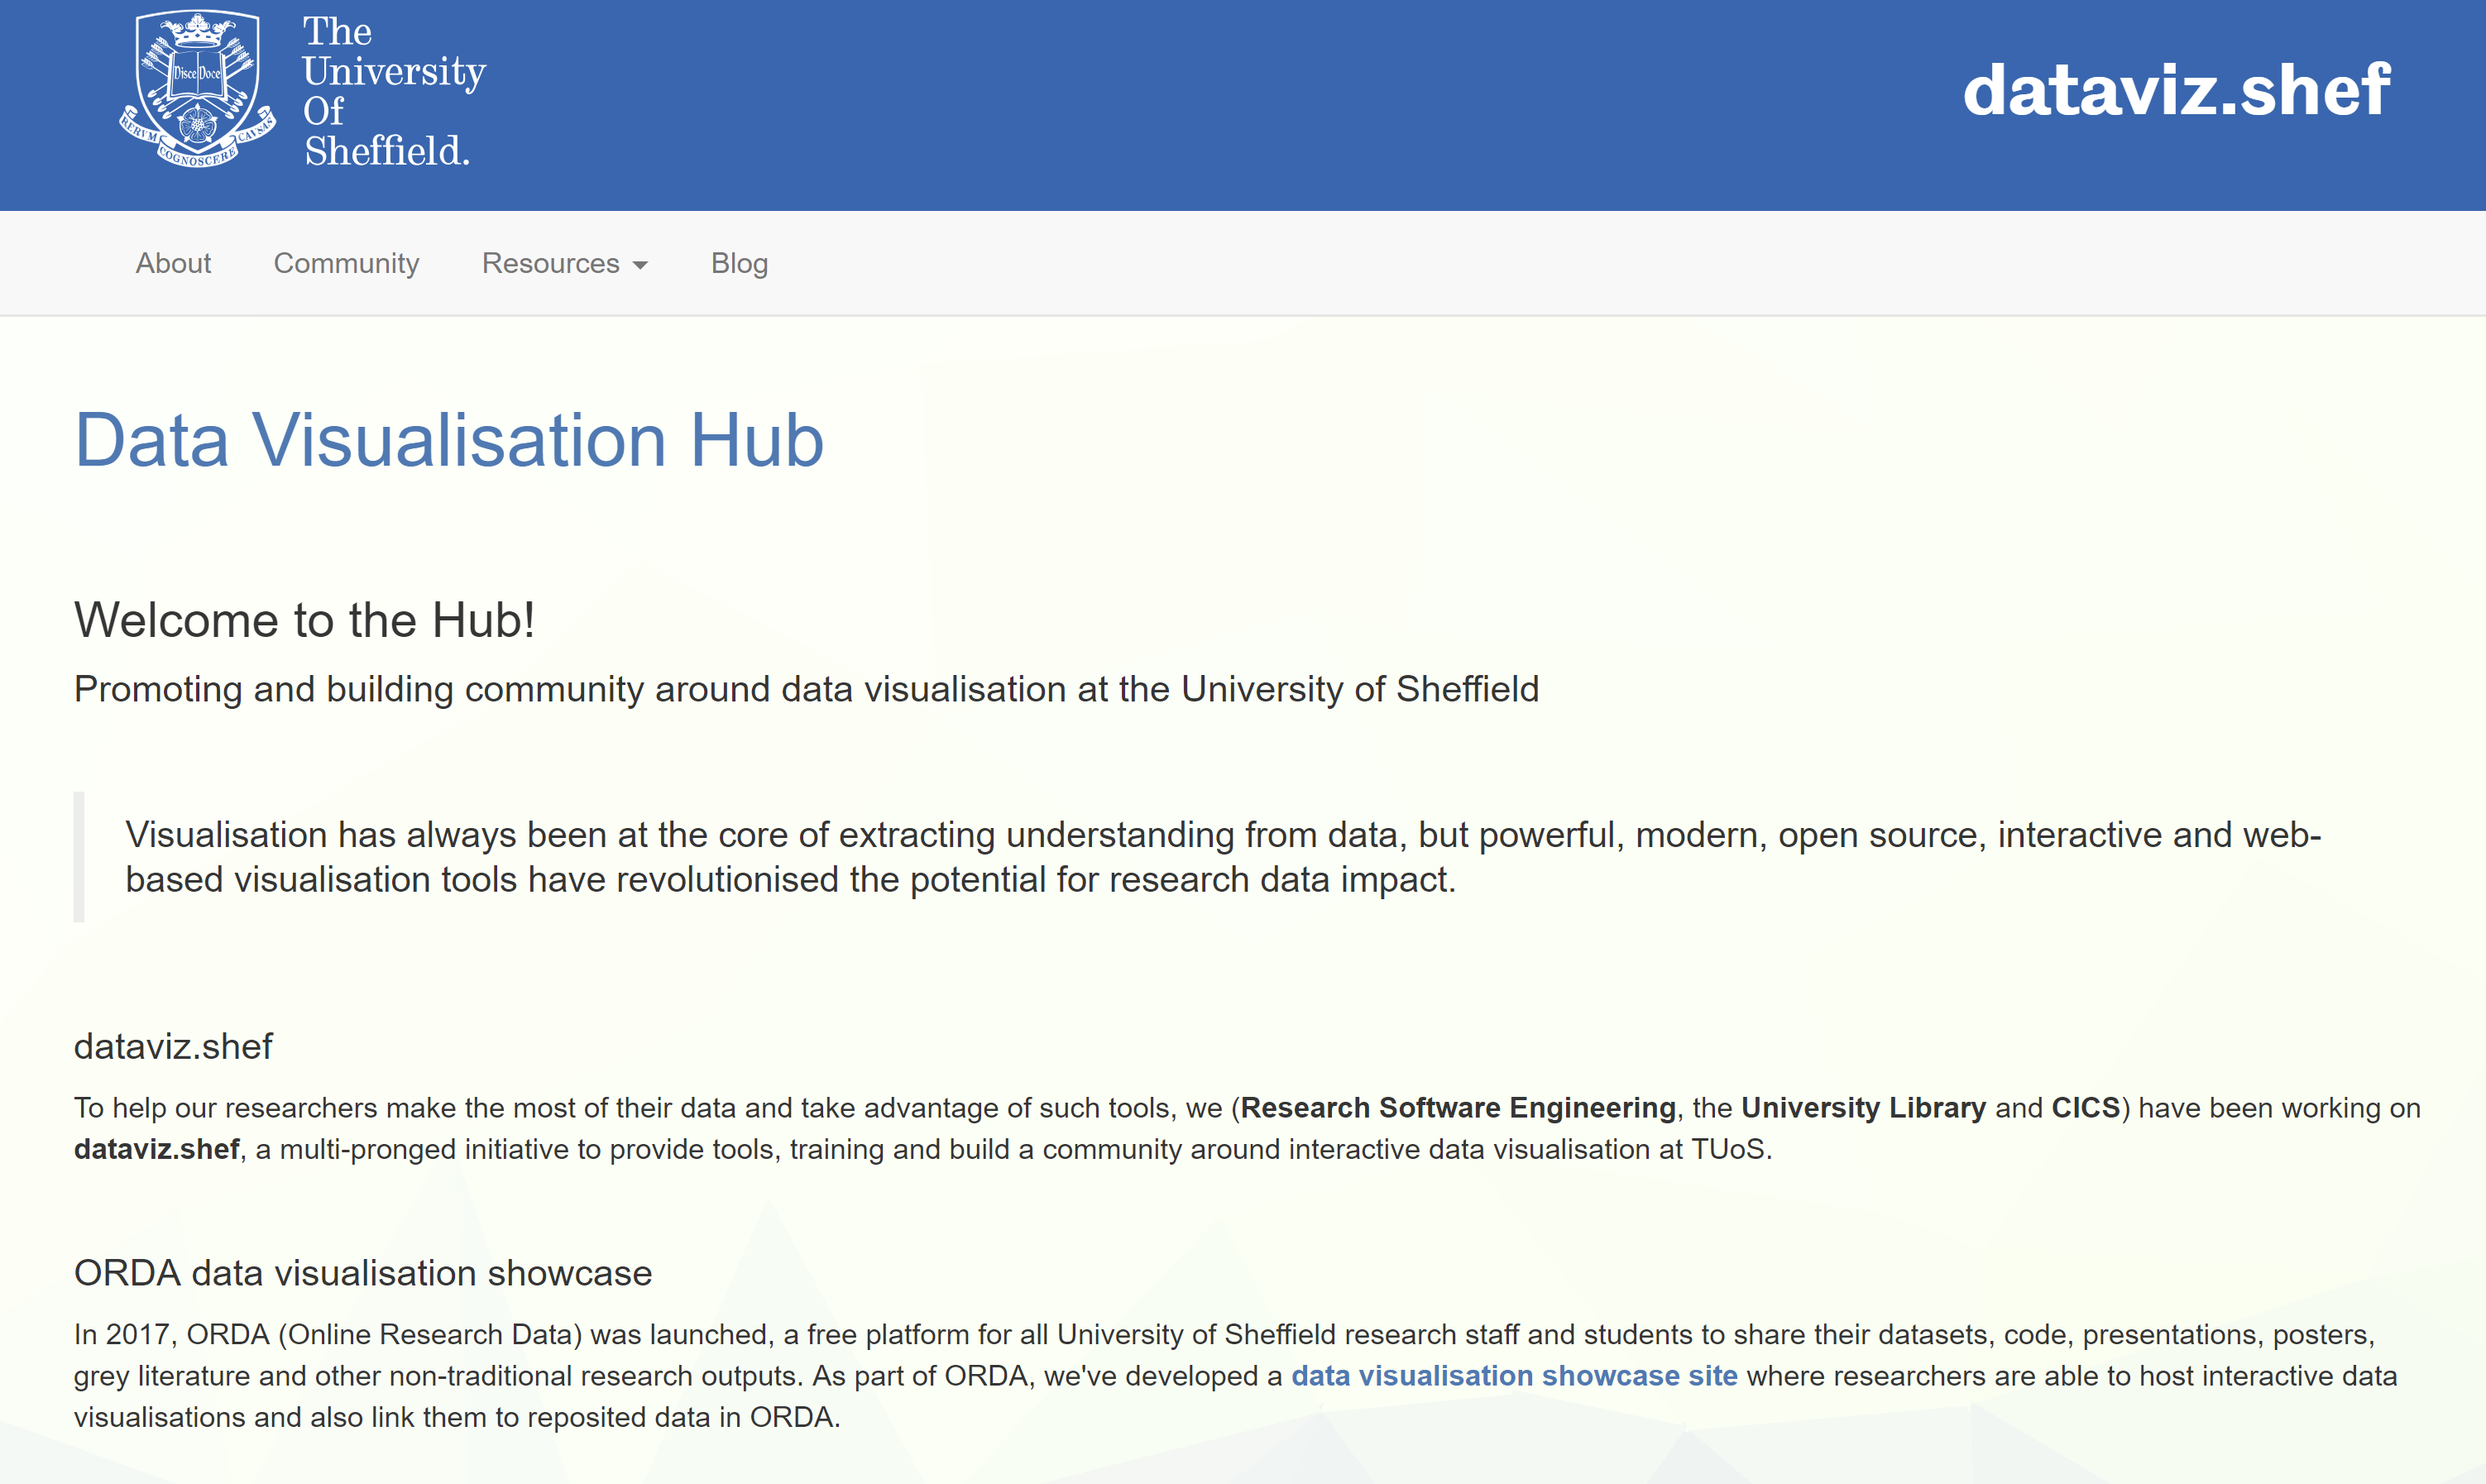 Disce Doce
RERVM COGNOSCERE CAVSAS
The
University
Of
Sheffield.
dataviz.shef
About Community Resources Blog
Data Visualisation Hub
Welcome to the Hub!
Promoting and building community around data visualisation at the University of Sheffield
Visualisation has always been at the core of extracting understanding from data, but powerful, modern, open source, interactive and web-
based visualisation tools have revolutionised the potential for research data impact.
dataviz.shef
To help our researchers make the most of their data and take advantage of such tools, we (Research Software Engineering, the University Library and CICS) have been working on
dataviz.shef, a multi-pronged initiative to provide tools, training and build a community around interactive data visualisation at TUoS.
ORDA data visualisation showcase
In 2017, ORDA (Online Research Data) was launched, a free platform for all University of Sheffield research staff and students to share their datasets, code, presentations, posters,
grey literature and other non-traditional research outputs. As part of ORDA, we've developed a data visualisation showcase site where researchers are able to host interactive data
visualisations and also link them to reposited data in ORDA.